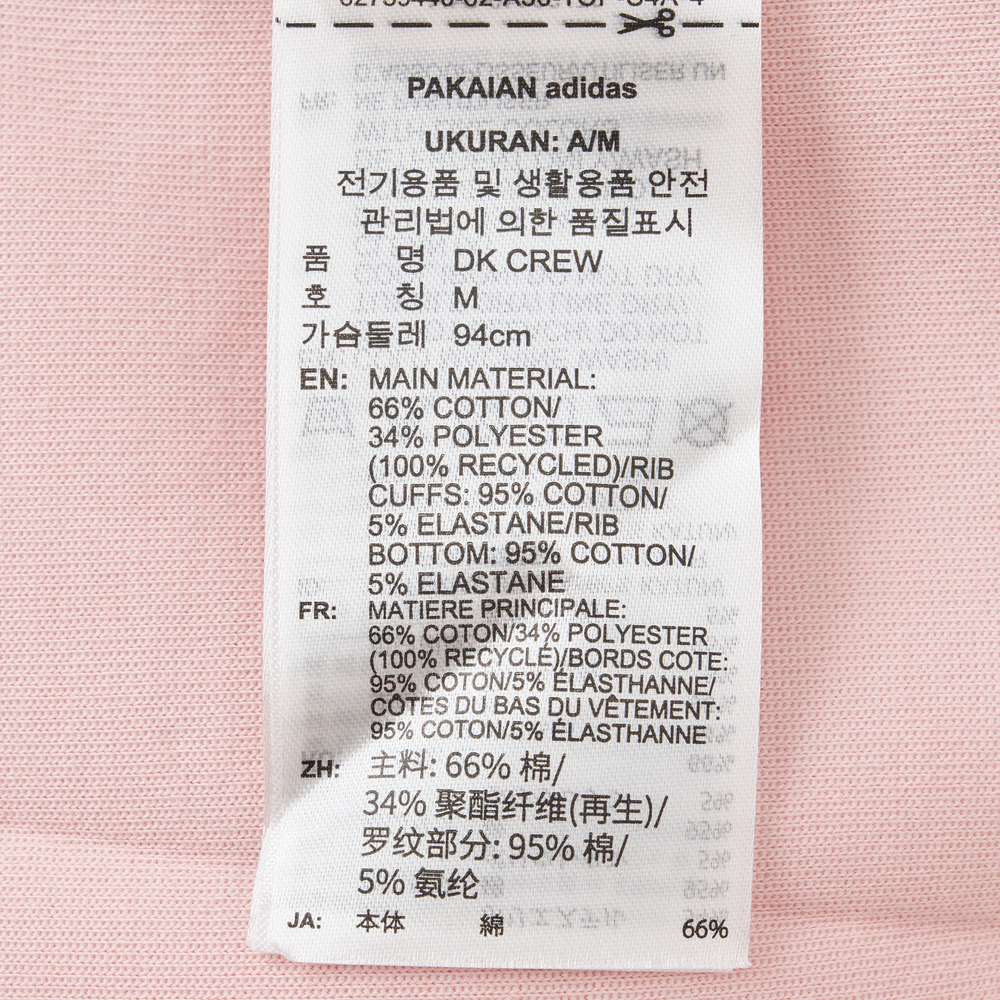 PAKAIAN adidas
UKURAN: A/M
전기용품 및 생활용품 안전
관리법에 의한 품질표시
품 명 DK CREW
호 칭 M
가슴둘레 94cm
EN: MAIN MATERIAL:
66% COTTON/
34% POLYESTER
(100% RECYCLED)/RIB
CUFFS: 95% COTTON/
5% ELASTANE/RIB
BOTTOM: 95% COTTON/
5% ELASTANE
FR: MATIERE PRINCIPALE:
66% COTON/34% POLYESTER
(100% RECYCLÉ)/BORDS COTE:
95% COTON/5% ÉLASTHANNE/
CÔTES DU BAS DU VÊTEMENT:
95% COTON/5% ÉLASTHANNE
ZH: 主料: 66% 棉/
34% 聚酯纤维(再生)/
罗纹部分: 95% 棉/
5% 氨纶
JA: 本体 綿 66%